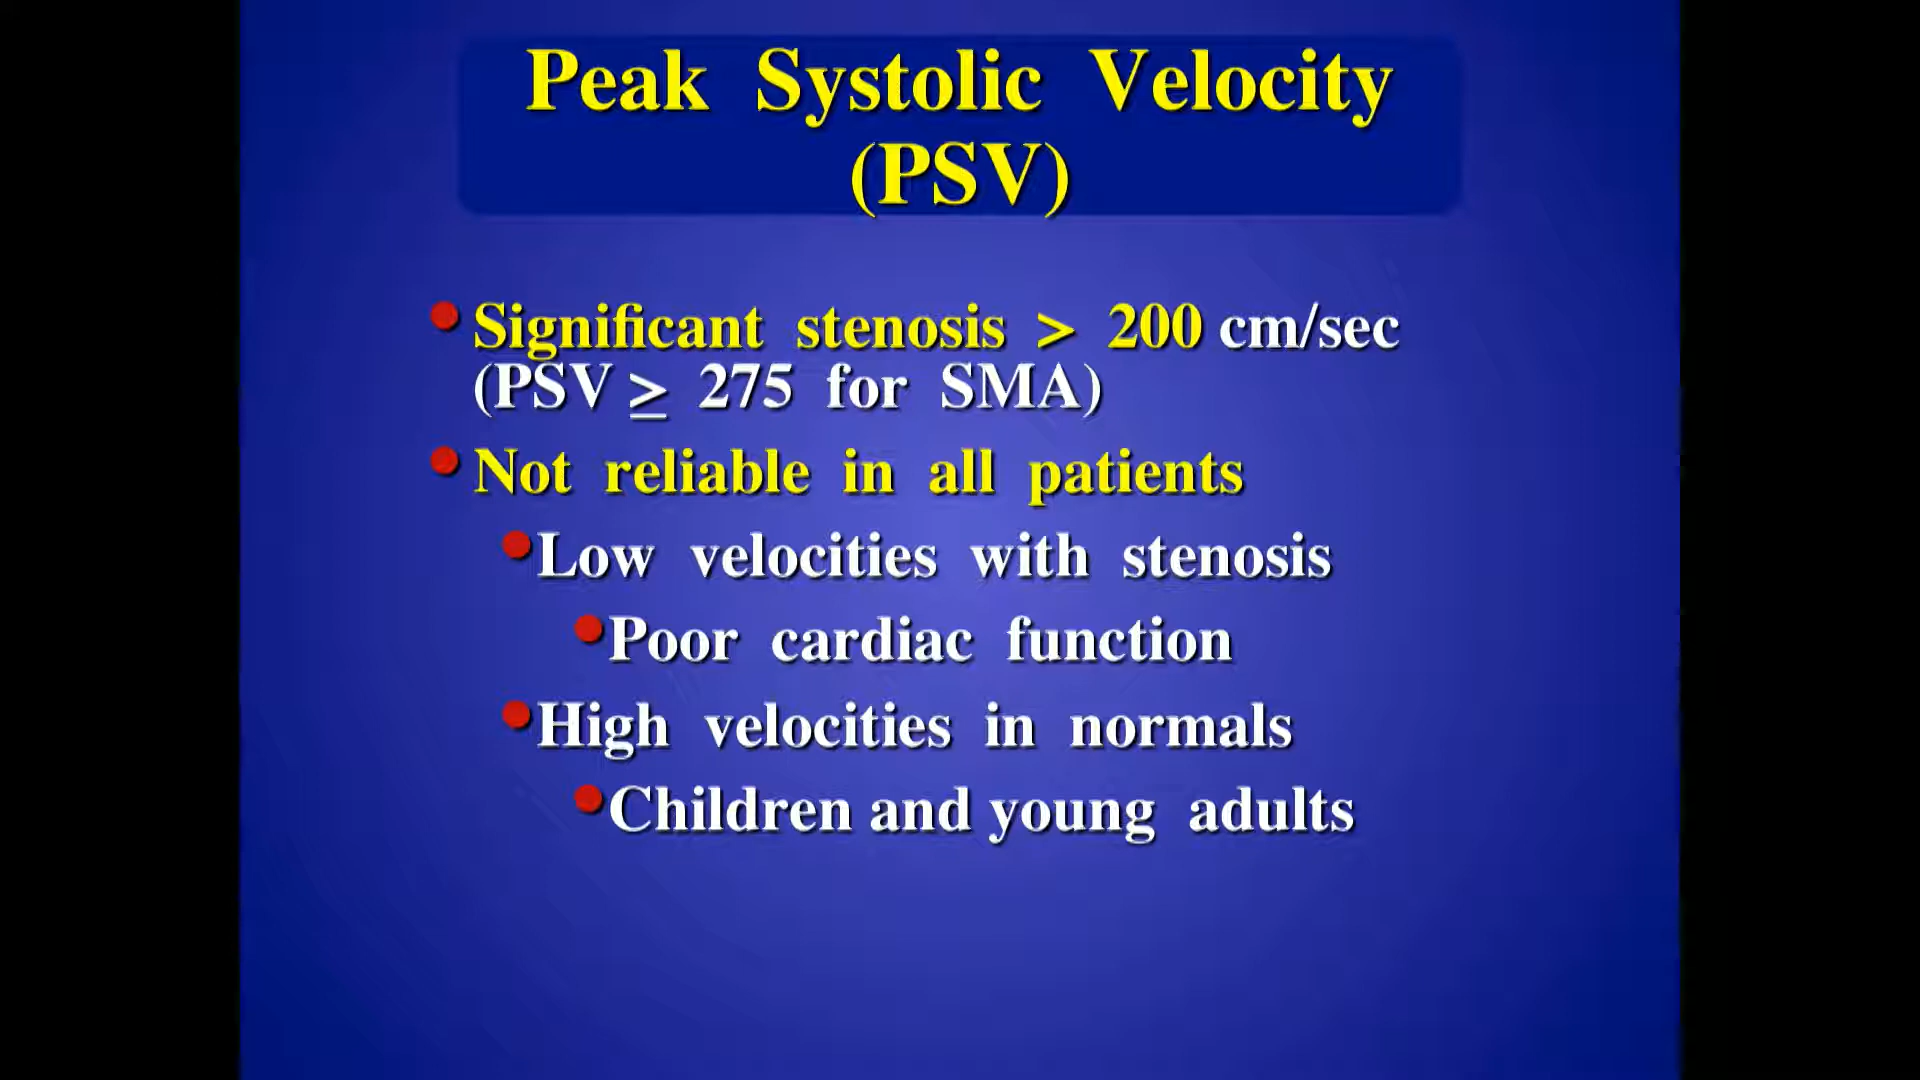 Peak Systolic Velocity
(PSV)
Significant stenosis > 200 cm/sec
(PSV ≥ 275 for SMA)
Not reliable in all patients
Low velocities with stenosis
Poor cardiac function
High velocities in normals
Children and young adults